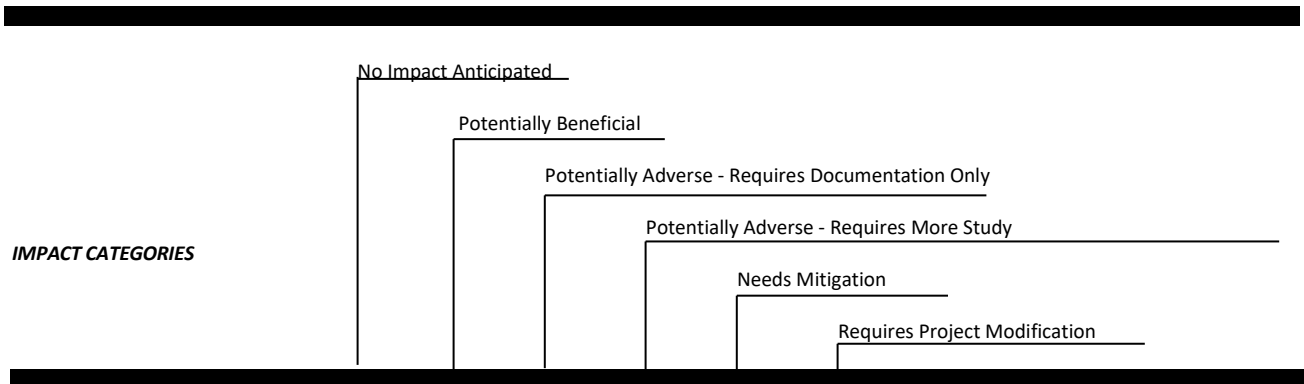 No Impact Anticipated
Potentially Beneficial
Potentially Adverse - Requires Documentation Only
Potentially Adverse - Requires More Study
IMPACT CATEGORIES
Needs Mitigation
Requires Project Modification